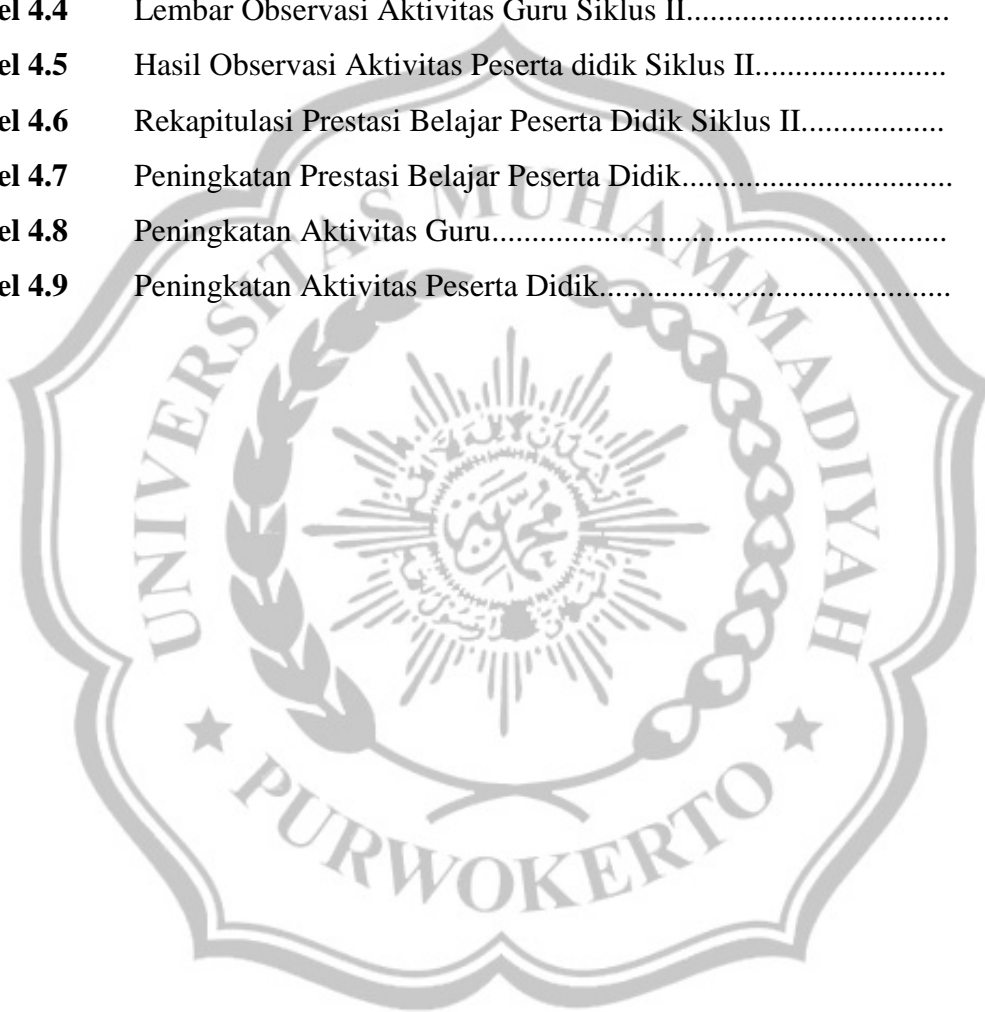 el 4.4 Lembar Observasi Aktivitas Guru Siklus II..................................
el 4.5 Hasil Observasi Aktivitas Peserta didik Siklus II........................
el 4.6 Rekapitulasi Prestasi Belajar Peserta Didik Siklus II..................
el 4.7 Peningkatan Prestasi Belajar Peserta Didik...................................
el 4.8 Peningkatan Aktivitas Guru...........................................................
el 4.9 Peningkatan Aktivitas Peserta Didik.............................................
UNIVERSITAS MUHAMMADIYAH
PURWOKERTO